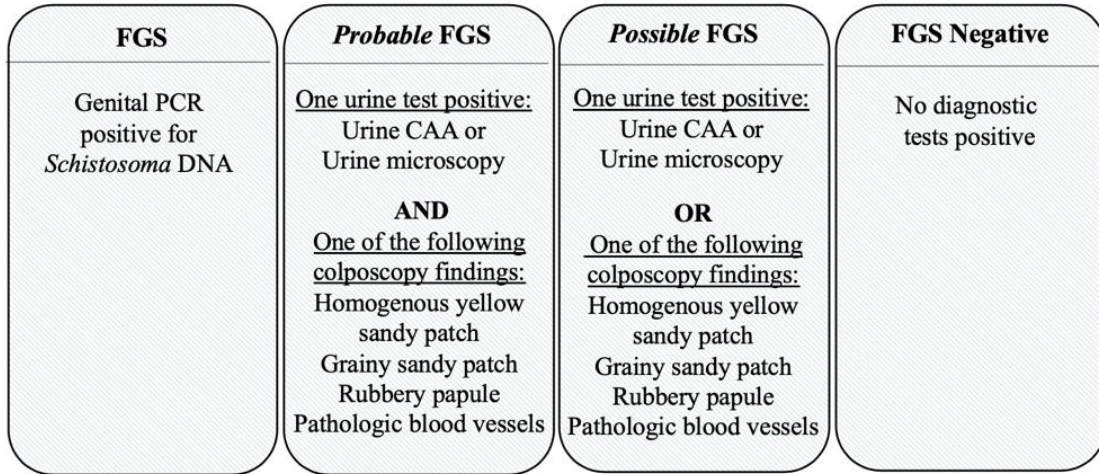 FGS
Genital PCR
positive for
Schistosoma DNA
Probable FGS
One urine test positive:
Urine CAA or
Urine microscopy
AND
One of the following
colposcopy findings:
Homogenous yellow
sandy patch
Grainy sandy patch
Rubbery papule
Pathologic blood vessels
Possible FGS
One urine test positive:
Urine CAA or
Urine microscopy
OR
One of the following
colposcopy findings:
Homogenous yellow
sandy patch
Grainy sandy patch
Rubbery papule
Pathologic blood vessels
FGS Negative
No diagnostic
tests positive